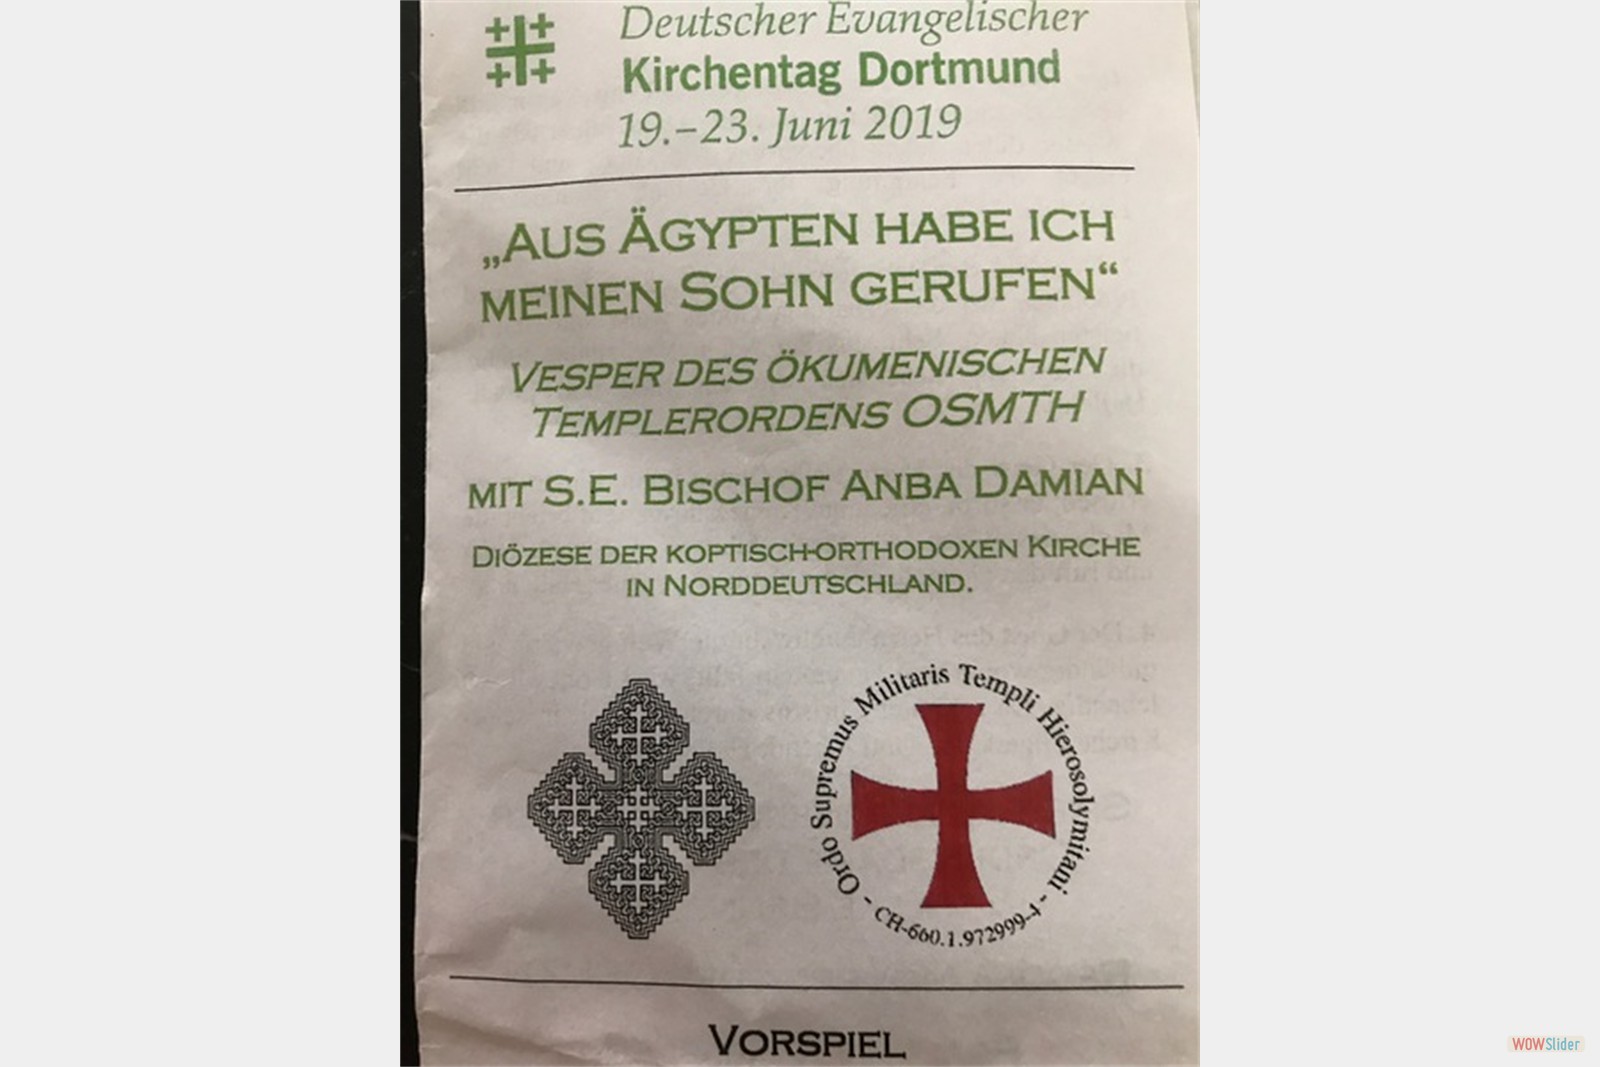 Deutscher Evangelischer
Kirchentag Dortmund
19.–23. Juni 2019
„AUS ÄGYPTEN HABE ICH
MEINEN SOHN GERUFEN“
VESPER DES ÖKUMENISCHEN
TEMPLERORDENS OSMTH
MIT S.E. BISCHOF ANBA DAMIAN
DIÖZESE DER KOPTISCH-ORTHODOXEN KIRCHE
IN NORDDEUTSCHLAND.
Ordo Supremus Militaris Templi Hierosolymitani
- CH-660.1.972999-4 -
VORSPIEL
WOWSlider